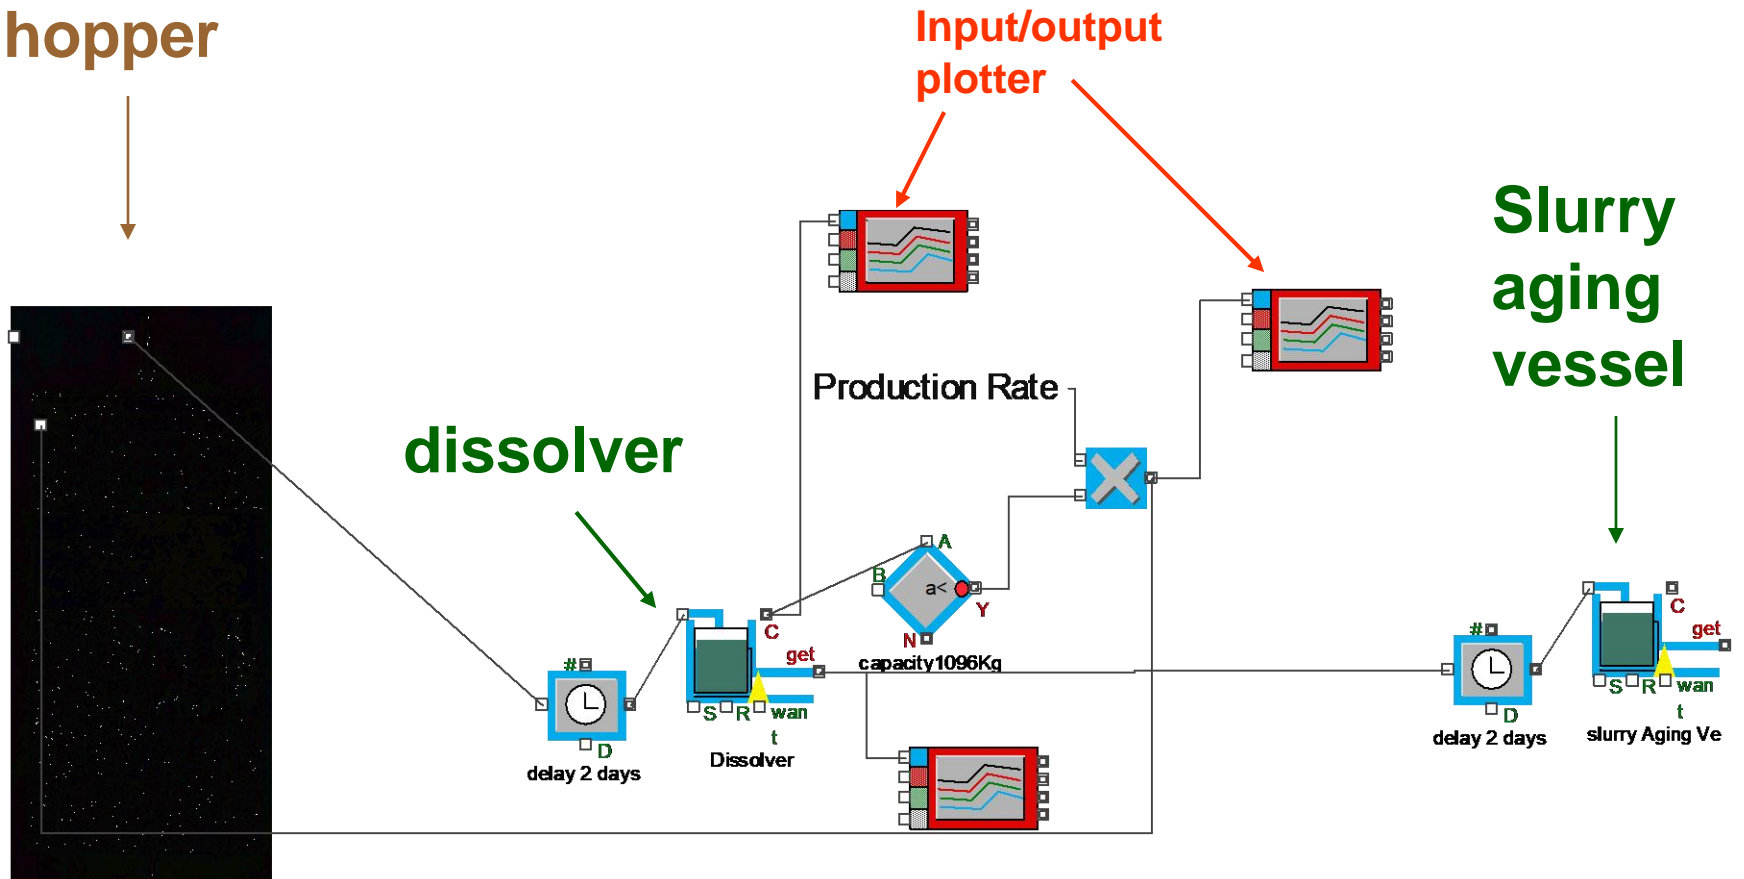 hopper
Input/output
plotter
Slurry
aging
vessel
Production Rate
dissolver
A
B
a<
Y
N
capacity1096Kg
C
get
#
S
R
wan
t
D
Dissolver
delay 2 days
C
get
#
S
R
wan
t
D
slurry Aging Ve
delay 2 days